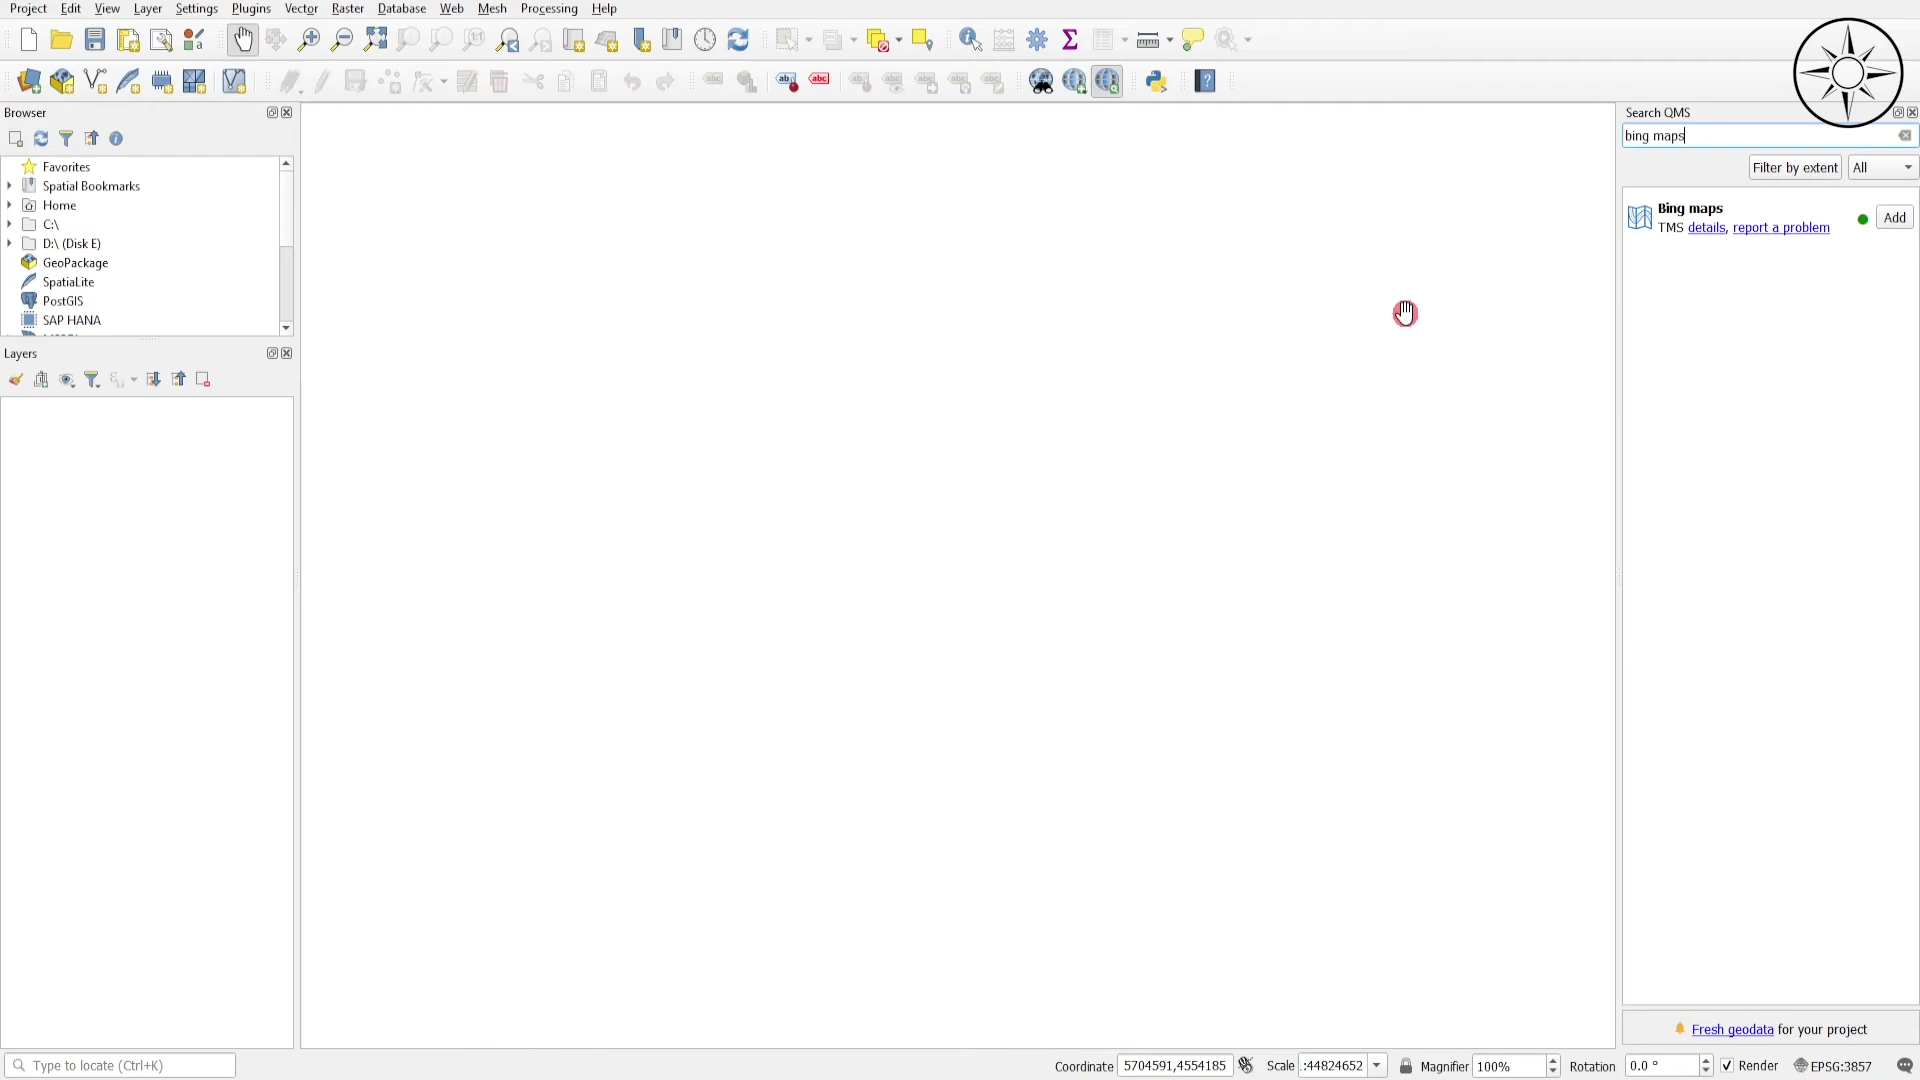 Project Edit View Layer Settings Plugins Vector Raster Database Web Mesh Processing Help
Browser
Favorites
Spatial Bookmarks
Home
C:\
D:\ (Disk E)
GeoPackage
SpatiaLite
PostGIS
SAP HANA
Layers
Search QMS
bing maps
Filter by extent All
Bing maps
TMS details, report a problem
Add
Fresh geodata for your project
Type to locate (Ctrl+K)
Coordinate 5704591,4554185 Scale :44824652 Magnifier 100% Rotation 0.0 ° Render EPSG:3857